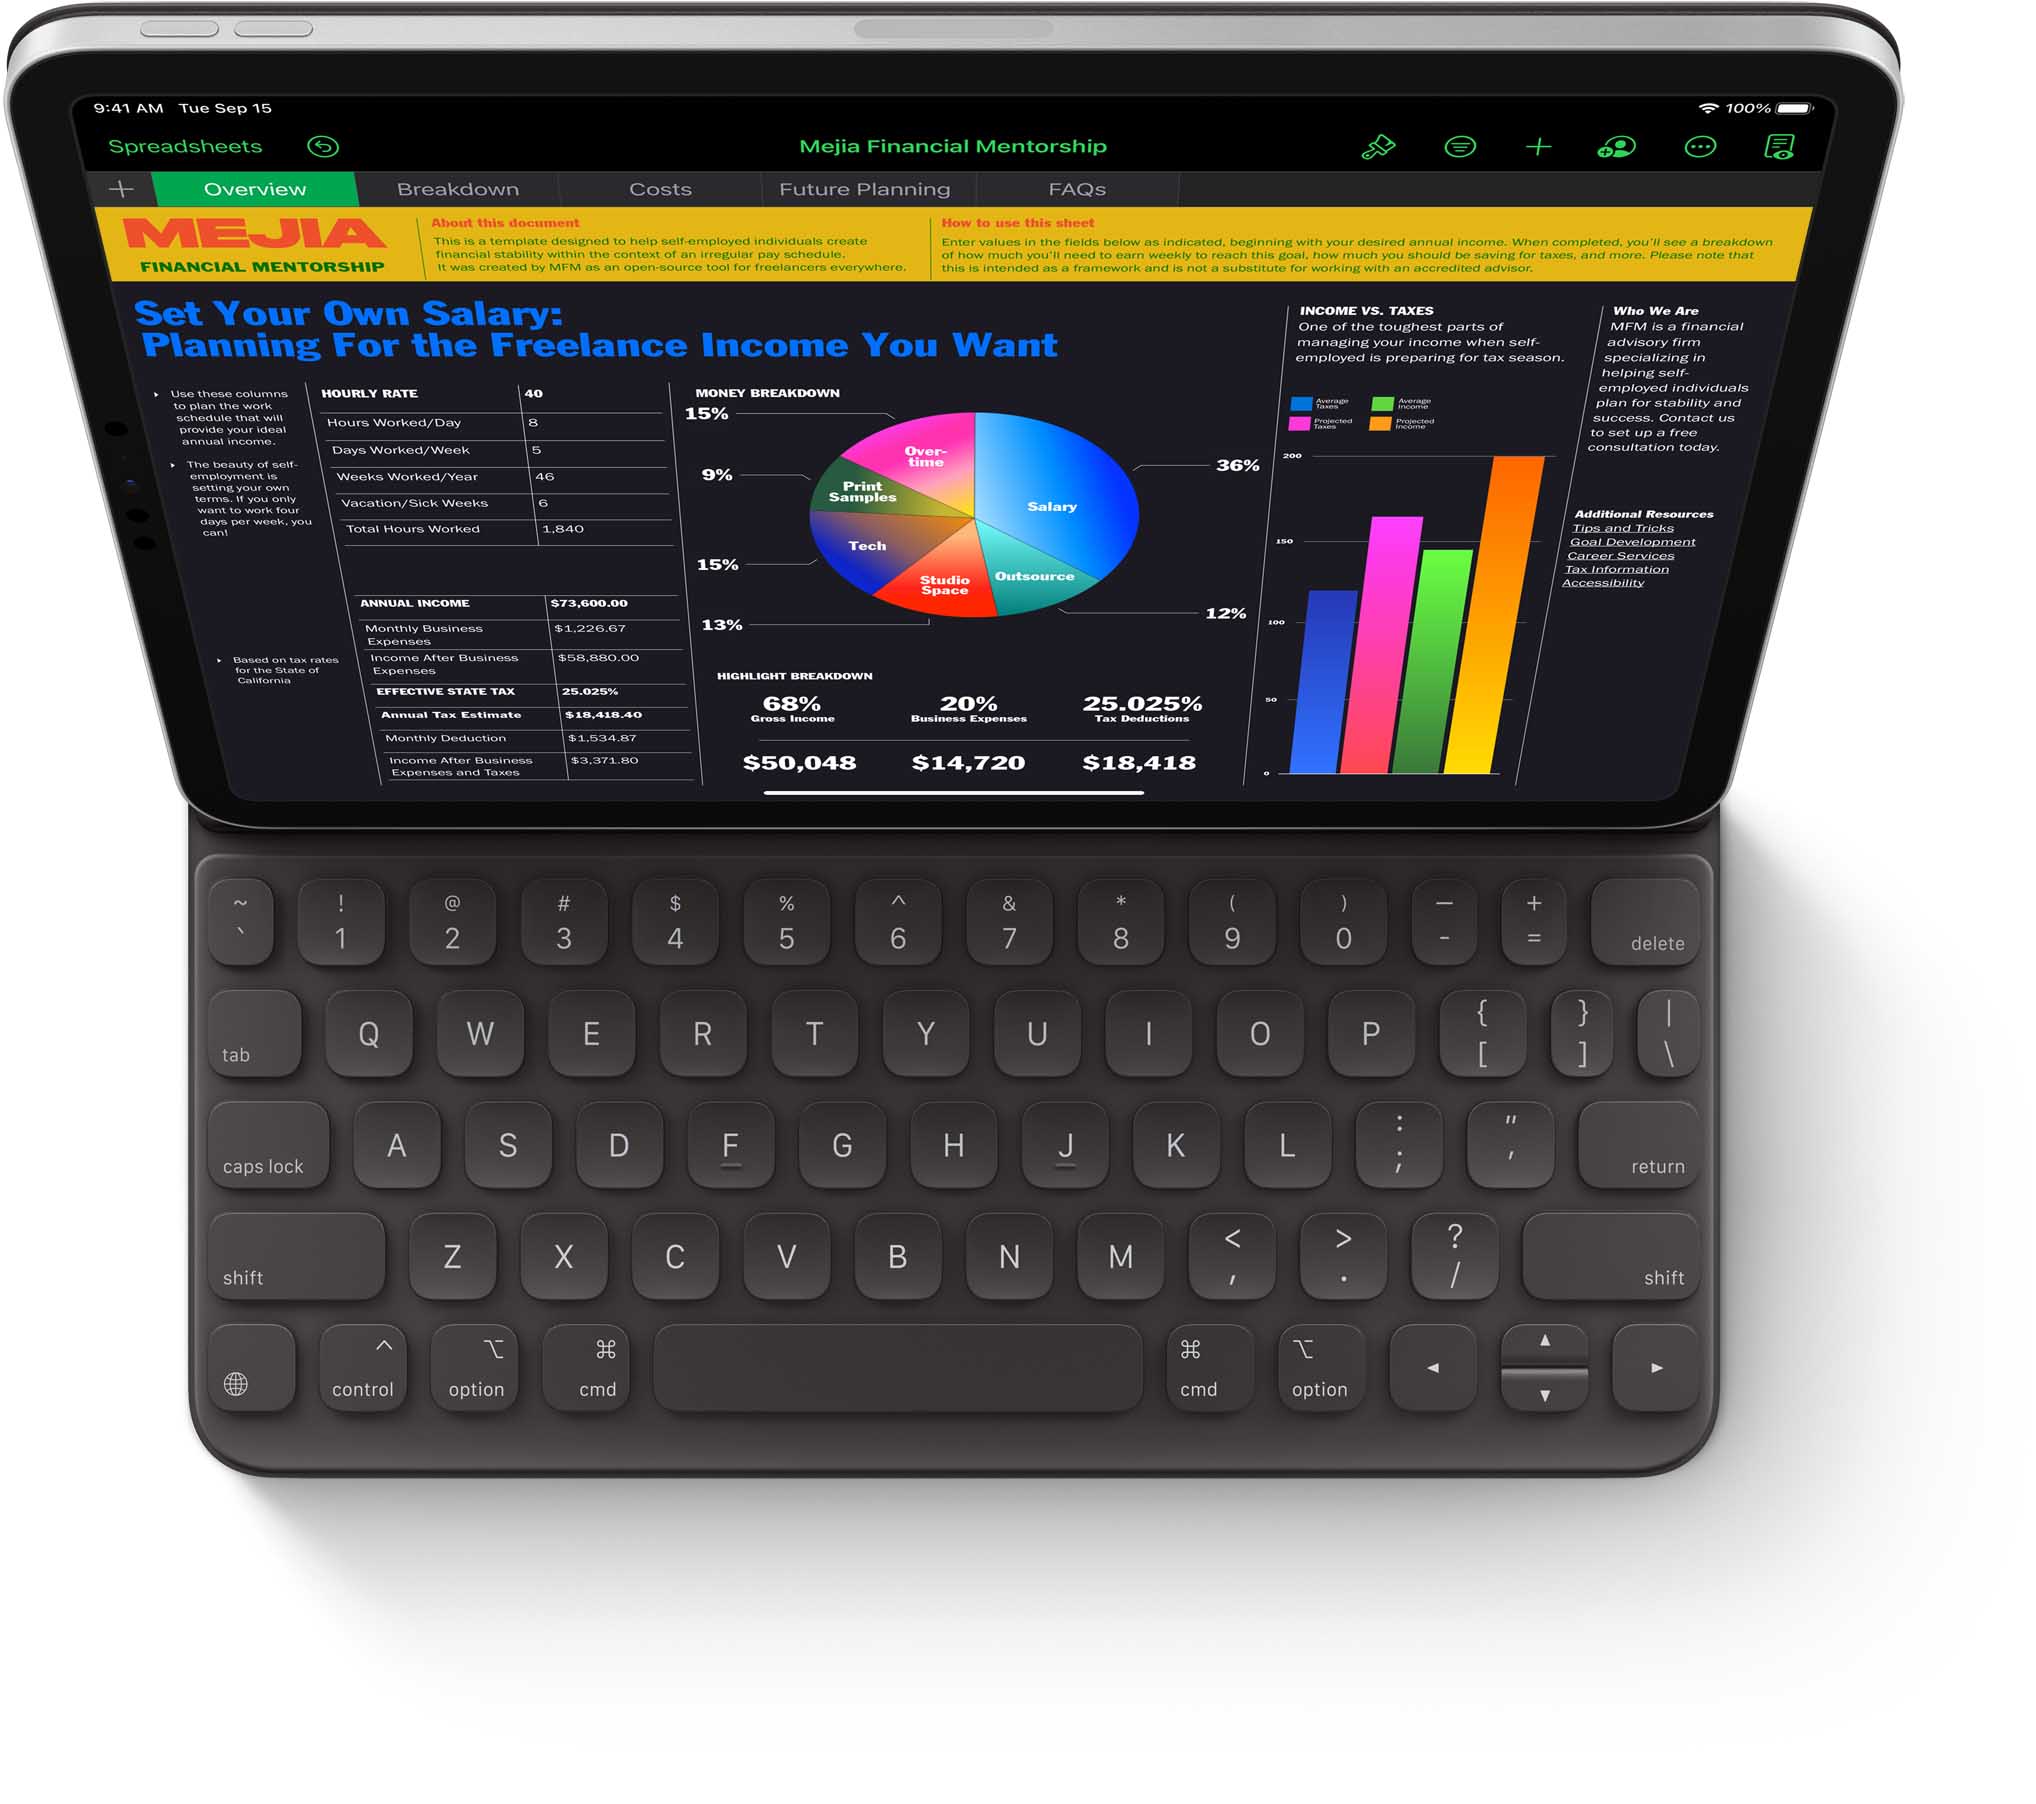 9:41 AM Tue Sep 15
100%
Spreadsheets
Mejia Financial Mentorship
Overview
Breakdown
Costs
Future Planning
FAQs
MEJIA
FINANCIAL MENTORSHIP
About this document
This is a template designed to help self-employed individuals create
financial stability within the context of an irregular pay schedule.
It was created by MFM as an open-source tool for freelancers everywhere.
How to use this sheet
Enter values in the fields below as indicated, beginning with your desired annual income. When completed, you'll see a breakdown
of how much you'll need to earn weekly to reach this goal, how much you should be saving for taxes, and more. Please note that
this is intended as a framework and is not a substitute for working with an accredited advisor.
Set Your Own Salary:
Planning For the Freelance Income You Want
Use these columns
to plan the work
schedule that will
provide your ideal
annual income.
The beauty of self-
employment is
setting your own
terms. If you only
want to work four
days per week, you
can!
Based on tax rates
for the State of
California
HOURLY RATE 40
Hours Worked/Day 8
Days Worked/Week 5
Weeks Worked/Year 46
Vacation/Sick Weeks 6
Total Hours Worked 1,840
ANNUAL INCOME $73,600.00
Monthly Business $1,226.67
Expenses
Income After Business $58,880.00
Expenses
EFFECTIVE STATE TAX 25.025%
Annual Tax Estimate $18,418.40
Monthly Deduction $1,534.87
Income After Business $3,371.80
Expenses and Taxes
MONEY BREAKDOWN
15%
9%
15%
13%
36%
12%
Over-
time
Print
Samples
Tech
Studio
Space
Outsource
Salary
HIGHLIGHT BREAKDOWN
68% 20% 25.025%
Gross Income Business Expenses Tax Deductions
$50,048 $14,720 $18,418
INCOME VS. TAXES
One of the toughest parts of
managing your income when self-
employed is preparing for tax season.
Average
Taxes
Average
Income
Projected
Taxes
Projected
Income
200
150
100
50
0
Who We Are
MFM is a financial
advisory firm
specializing in
helping self-
employed individuals
plan for stability and
success. Contact us
to set up a free
consultation today.
Additional Resources
Tips and Tricks
Goal Development
Career Services
Tax Information
Accessibility
~ ! @ # $ % ^ & * ( ) — +
` 1 2 3 4 5 6 7 8 9 0 - = delete
{ } |
tab Q W E R T Y U I O P [ ] \
: "
caps lock A S D F G H J K L ; ' return
< > ?
shift Z X C V B N M , . / shift
^ ⌥ ⌘ ⌘ ⌥ ▲
control option cmd cmd option ◀ ▼ ▶